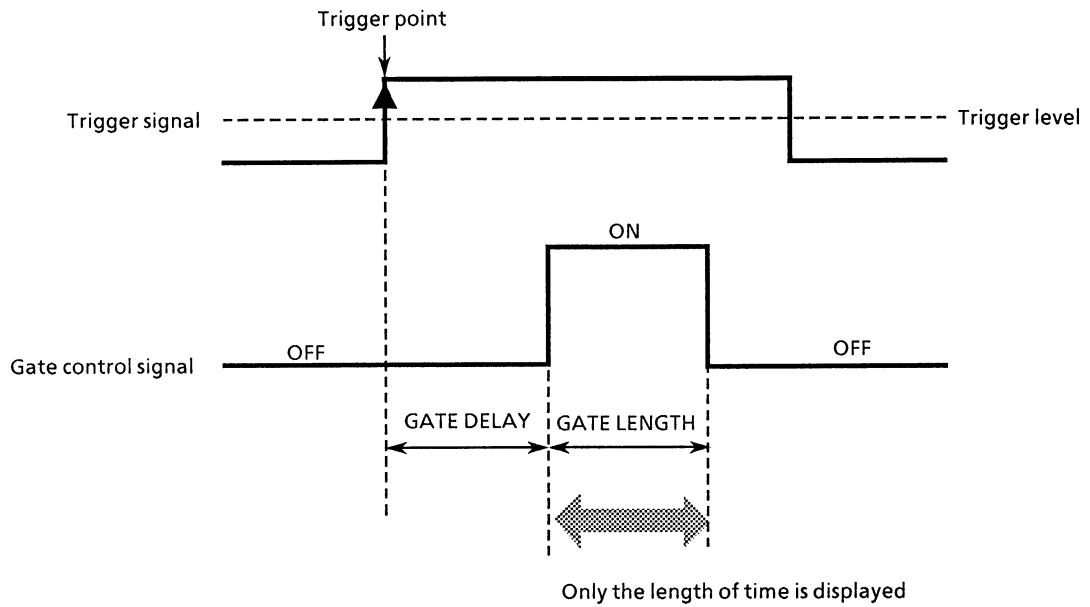 Trigger point
Trigger signal
Trigger level
ON
OFF
OFF
Gate control signal
GATE DELAY
GATE LENGTH
Only the length of time is displayed